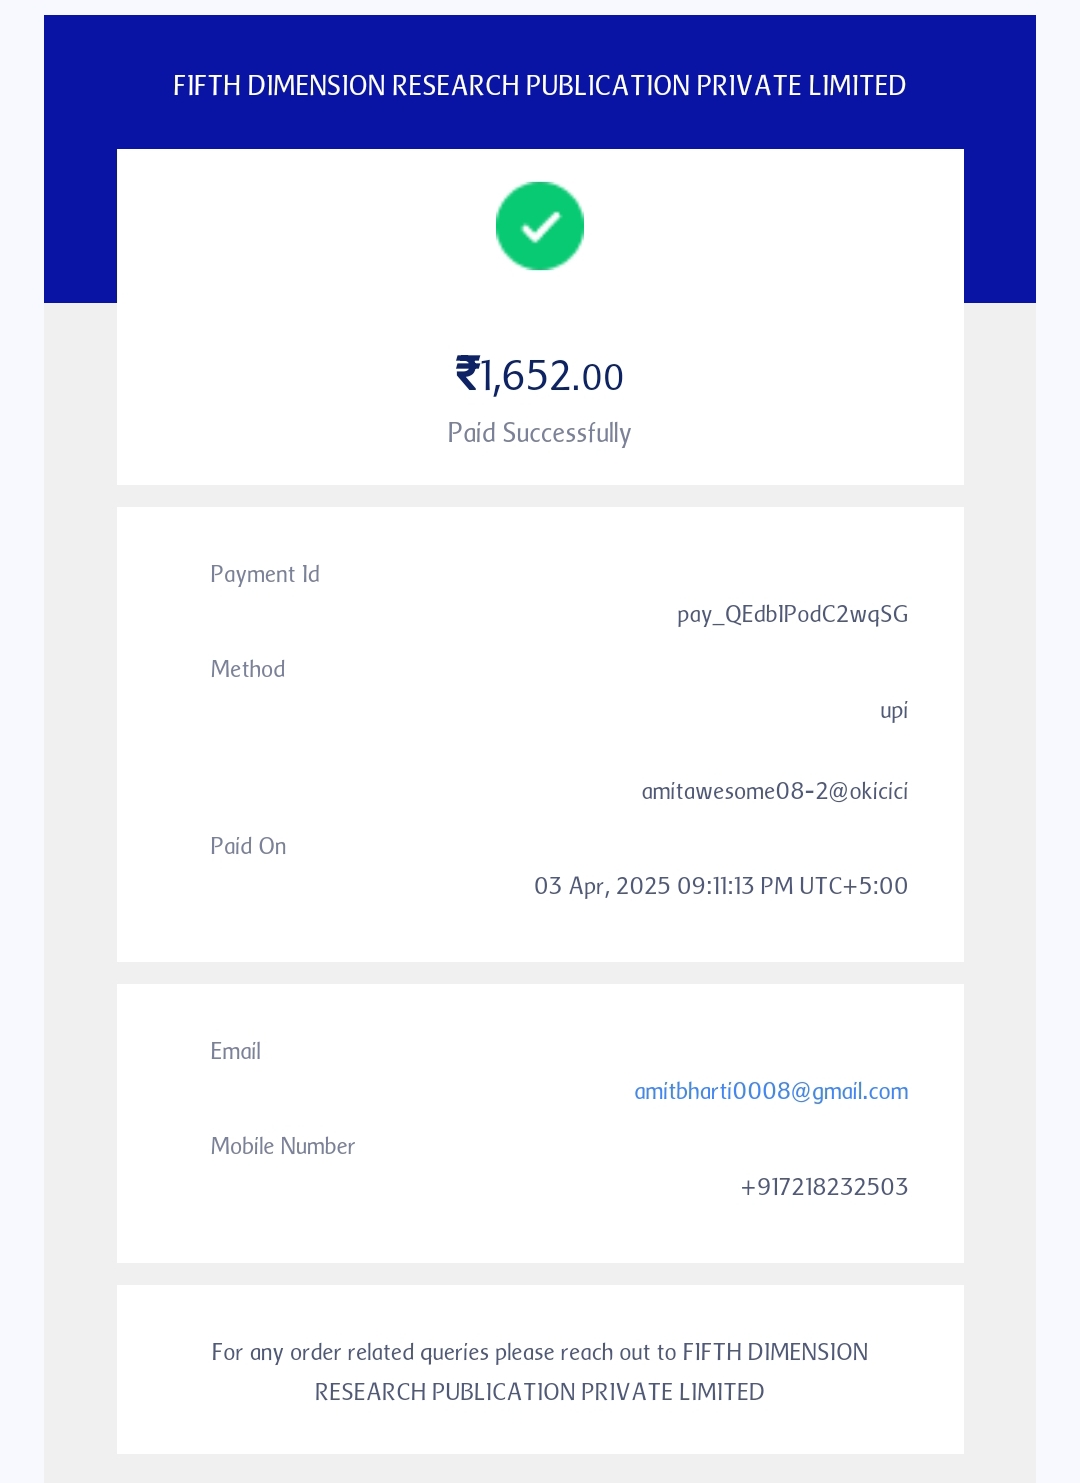 FIFTH DIMENSION RESEARCH PUBLICATION PRIVATE LIMITED
₹1,652.00
Paid Successfully
Payment Id
pay_QEdblPodC2wqSG
Method
upi
amitawesome08-2@okicici
Paid On
03 Apr, 2025 09:11:13 PM UTC+5:00
Email
amitbharti0008@gmail.com
Mobile Number
+917218232503
For any order related queries please reach out to FIFTH DIMENSION
RESEARCH PUBLICATION PRIVATE LIMITED